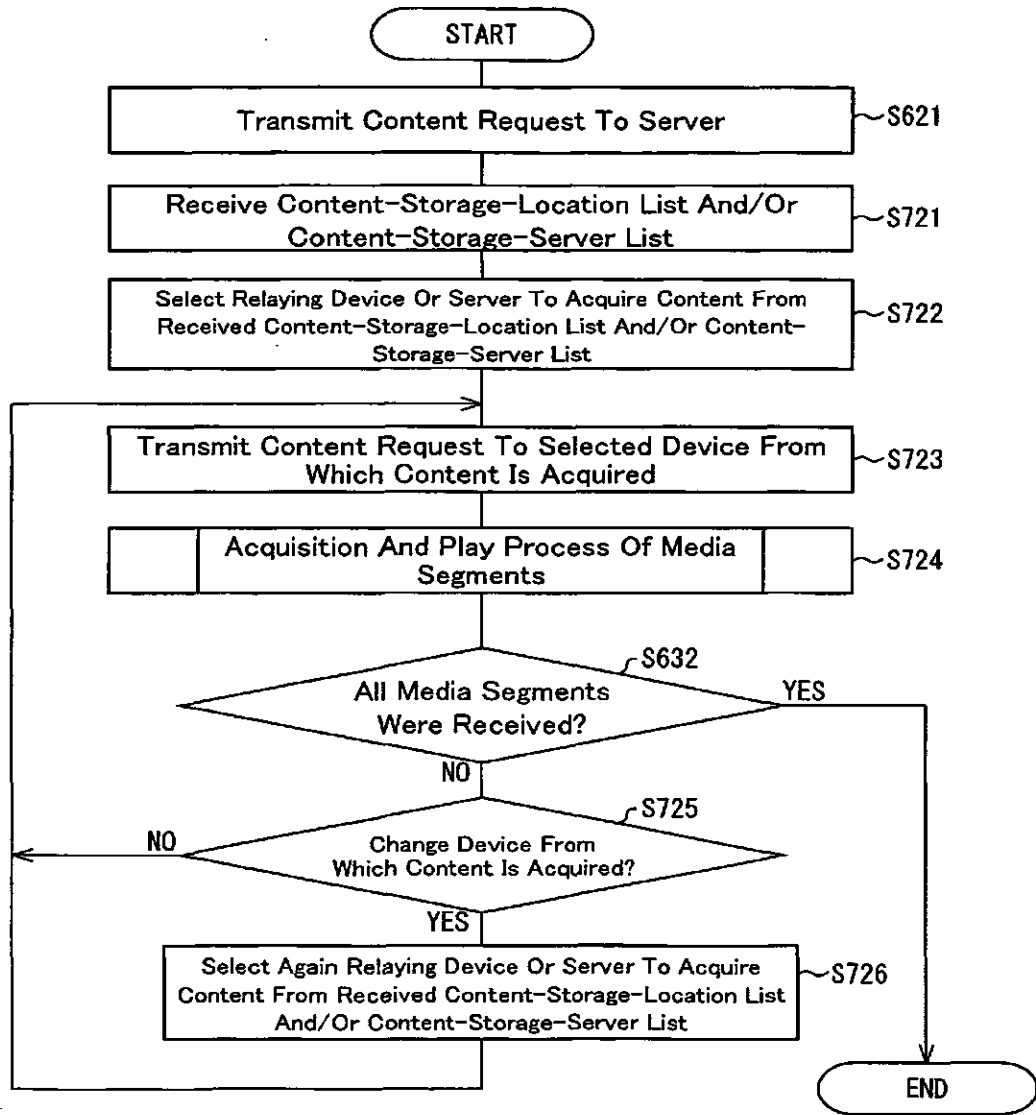 START
Transmit Content Request To Server
S621
Receive Content-Storage-Location List And/Or
Content-Storage-Server List
S721
Select Relaying Device Or Server To Acquire Content From
Received Content-Storage-Location List And/Or Content-
Storage-Server List
S722
Transmit Content Request To Selected Device From
Which Content Is Acquired
S723
Acquisition And Play Process Of Media
Segments
S724
S632
All Media Segments
Were Received?
YES
NO
S725
Change Device From
Which Content Is Acquired?
NO
YES
Select Again Relaying Device Or Server To Acquire
Content From Received Content-Storage-Location List
And/Or Content-Storage-Server List
S726
END